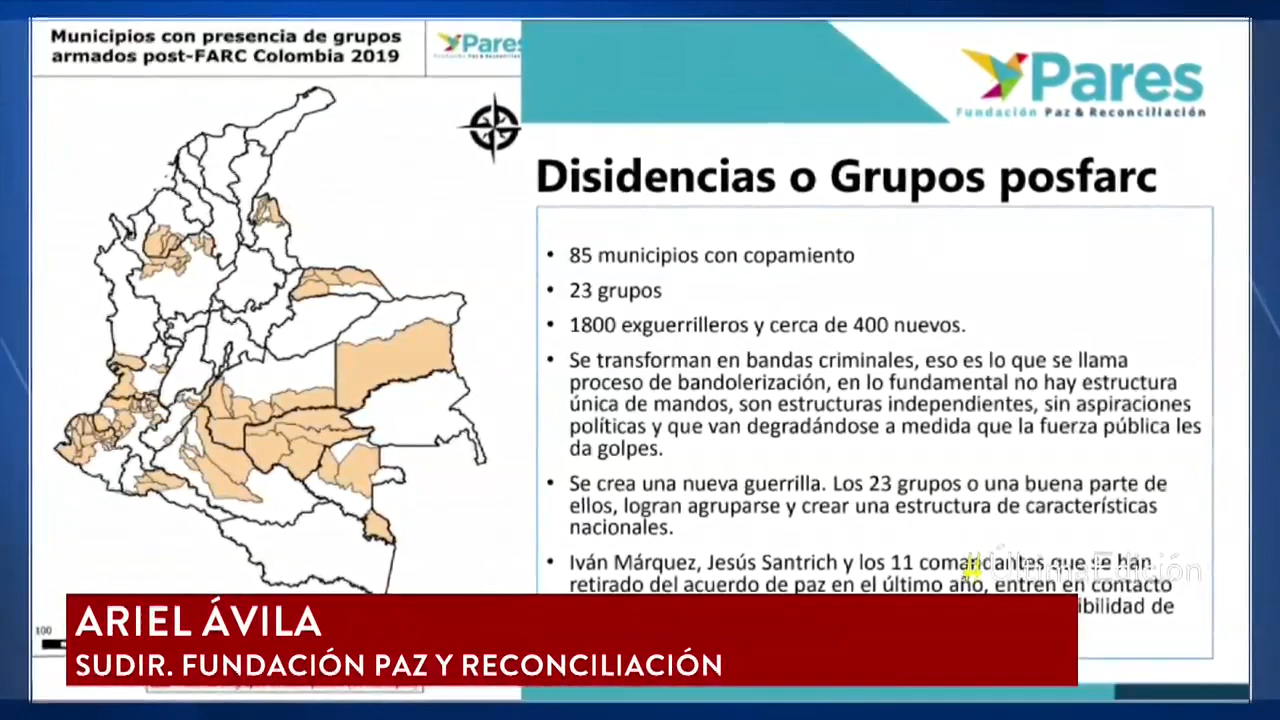 Municipios con presencia de grupos
armados post-FARC Colombia 2019
Pares
Pares
Fundación Paz & Reconciliación
Disidencias o Grupos posfarc
• 85 municipios con copamiento
• 23 grupos
• 1800 exguerrilleros y cerca de 400 nuevos.
• Se transforman en bandas criminales, eso es lo que se llama
proceso de bandolerización, en lo fundamental no hay estructura
única de mandos, son estructuras independientes, sin aspiraciones
políticas y que van degradándose a medida que la fuerza pública les
da golpes.
• Se crea una nueva guerrilla. Los 23 grupos o una buena parte de
ellos, logran agruparse y crear una estructura de características
nacionales.
• Iván Márquez, Jesús Santrich y los 11 comandantes que se han
retirado del acuerdo de paz en el último año, entren en contacto
de
#ÚltimaEdición
100
ARIEL ÁVILA
SUDIR. FUNDACIÓN PAZ Y RECONCILIACIÓN